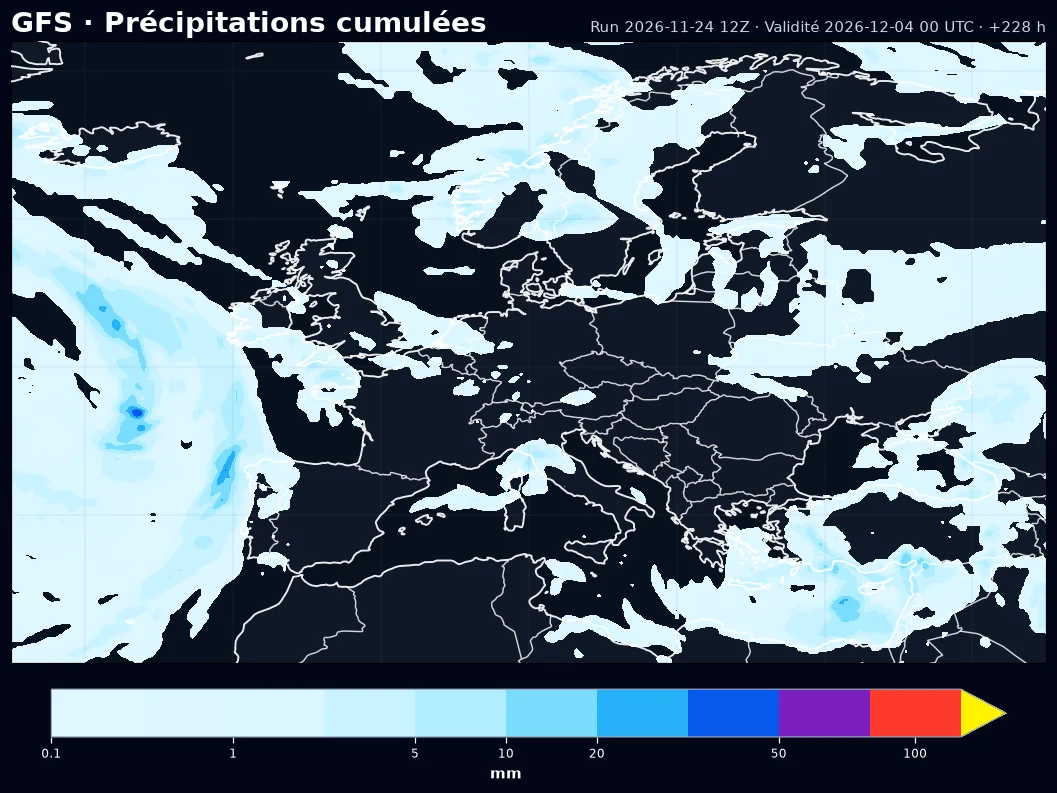 GFS · Précipitations cumulées
Run 2026-11-24 12Z · Validité 2026-12-04 00 UTC · +228 h
0.1 1 5 10 20 50 100
mm